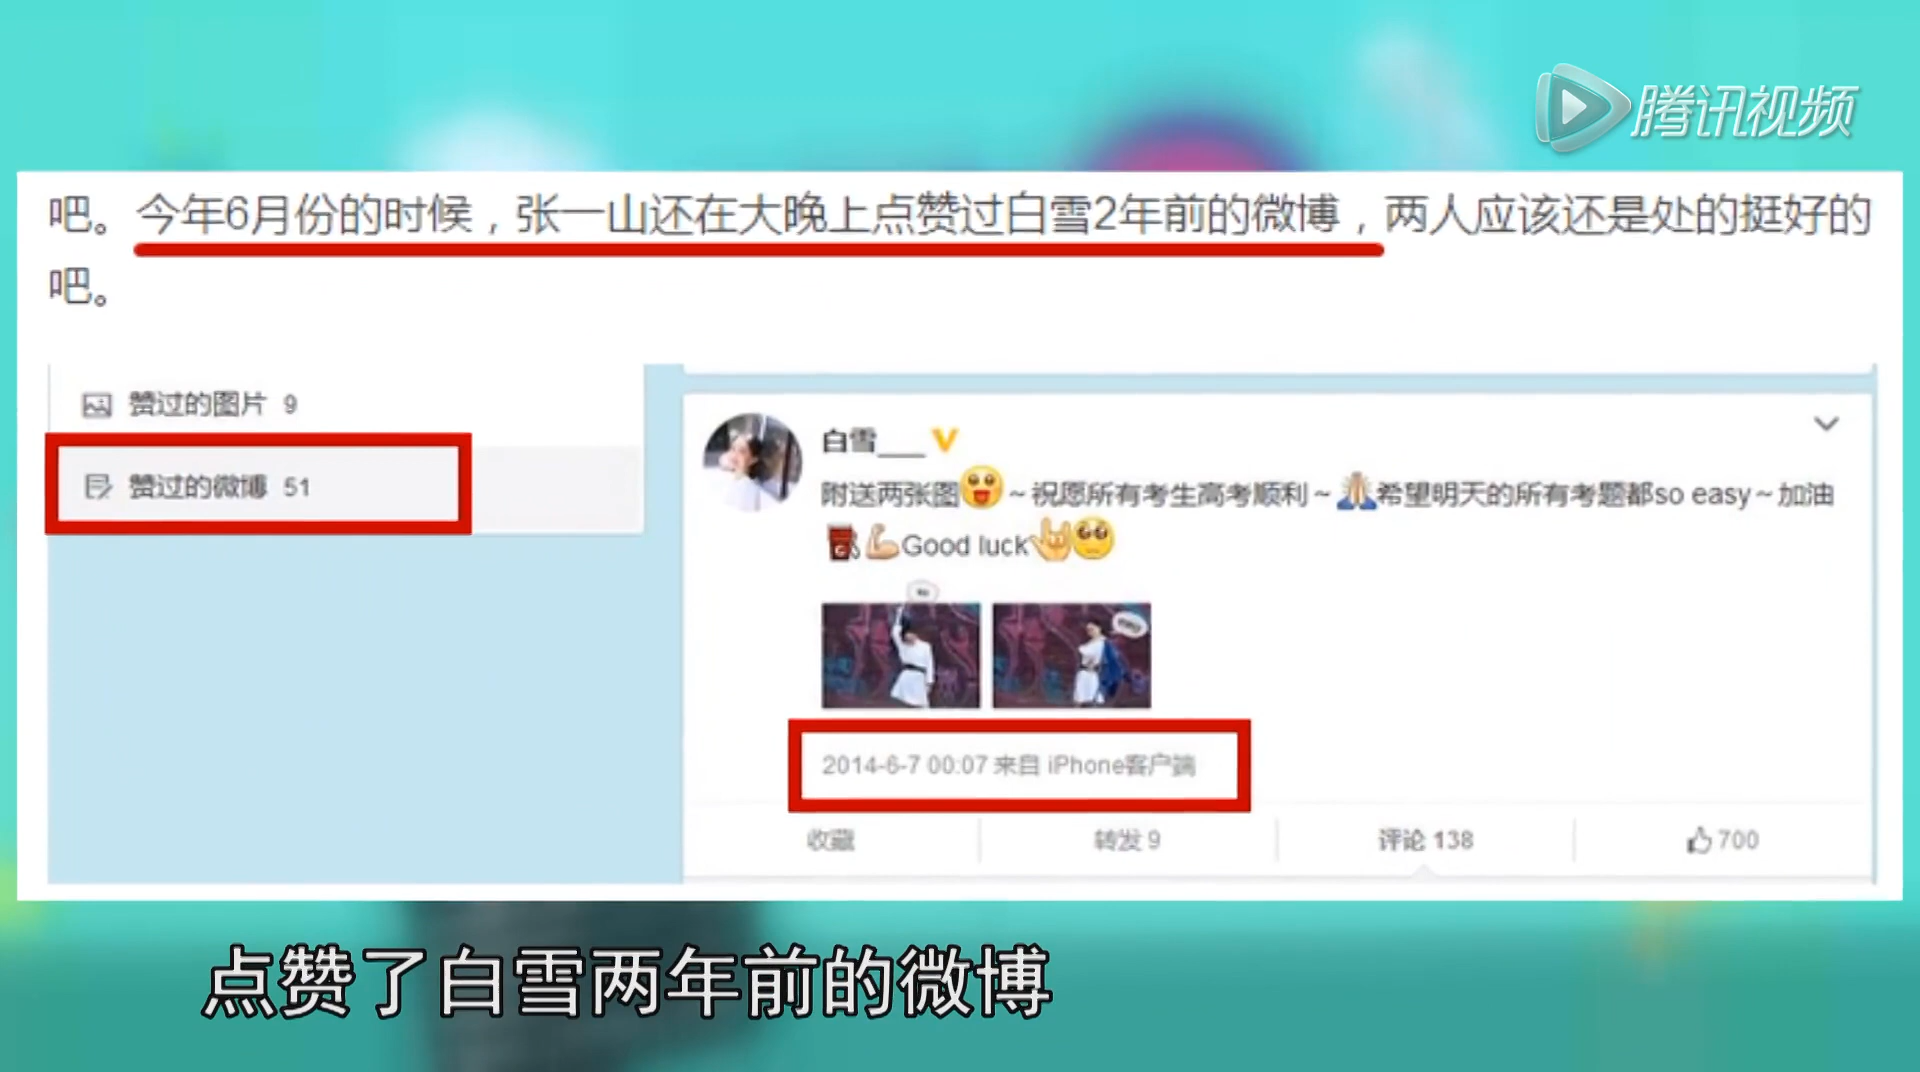 腾讯视频
吧。今年6月份的时候，张一山还在大晚上点赞过白雪2年前的微博，两人应该还是处的挺好的
吧。
赞过的图片 9
赞过的微博 51
白雪___ V
附送两张图～祝愿所有考生高考顺利～希望明天的所有考题都so easy～加油
Good luck
2014-6-7 00:07 来自 iPhone客户端
收藏 转发 9 评论 138 700
点赞了白雪两年前的微博